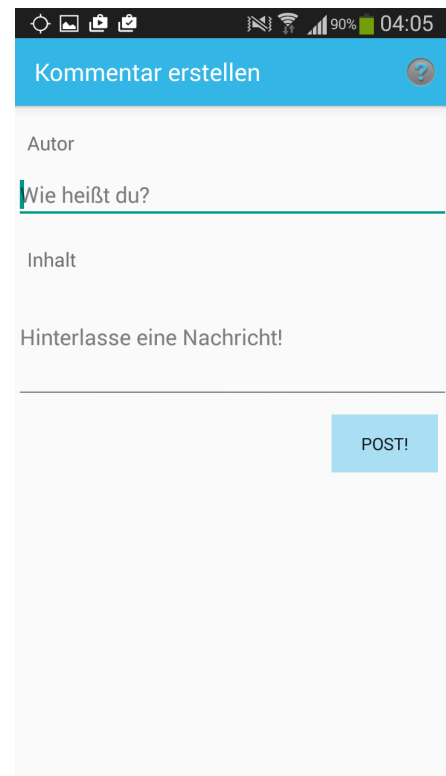 90% 04:05
Kommentar erstellen ?
Autor
Wie heißt du?
Inhalt
Hinterlasse eine Nachricht!
POST!